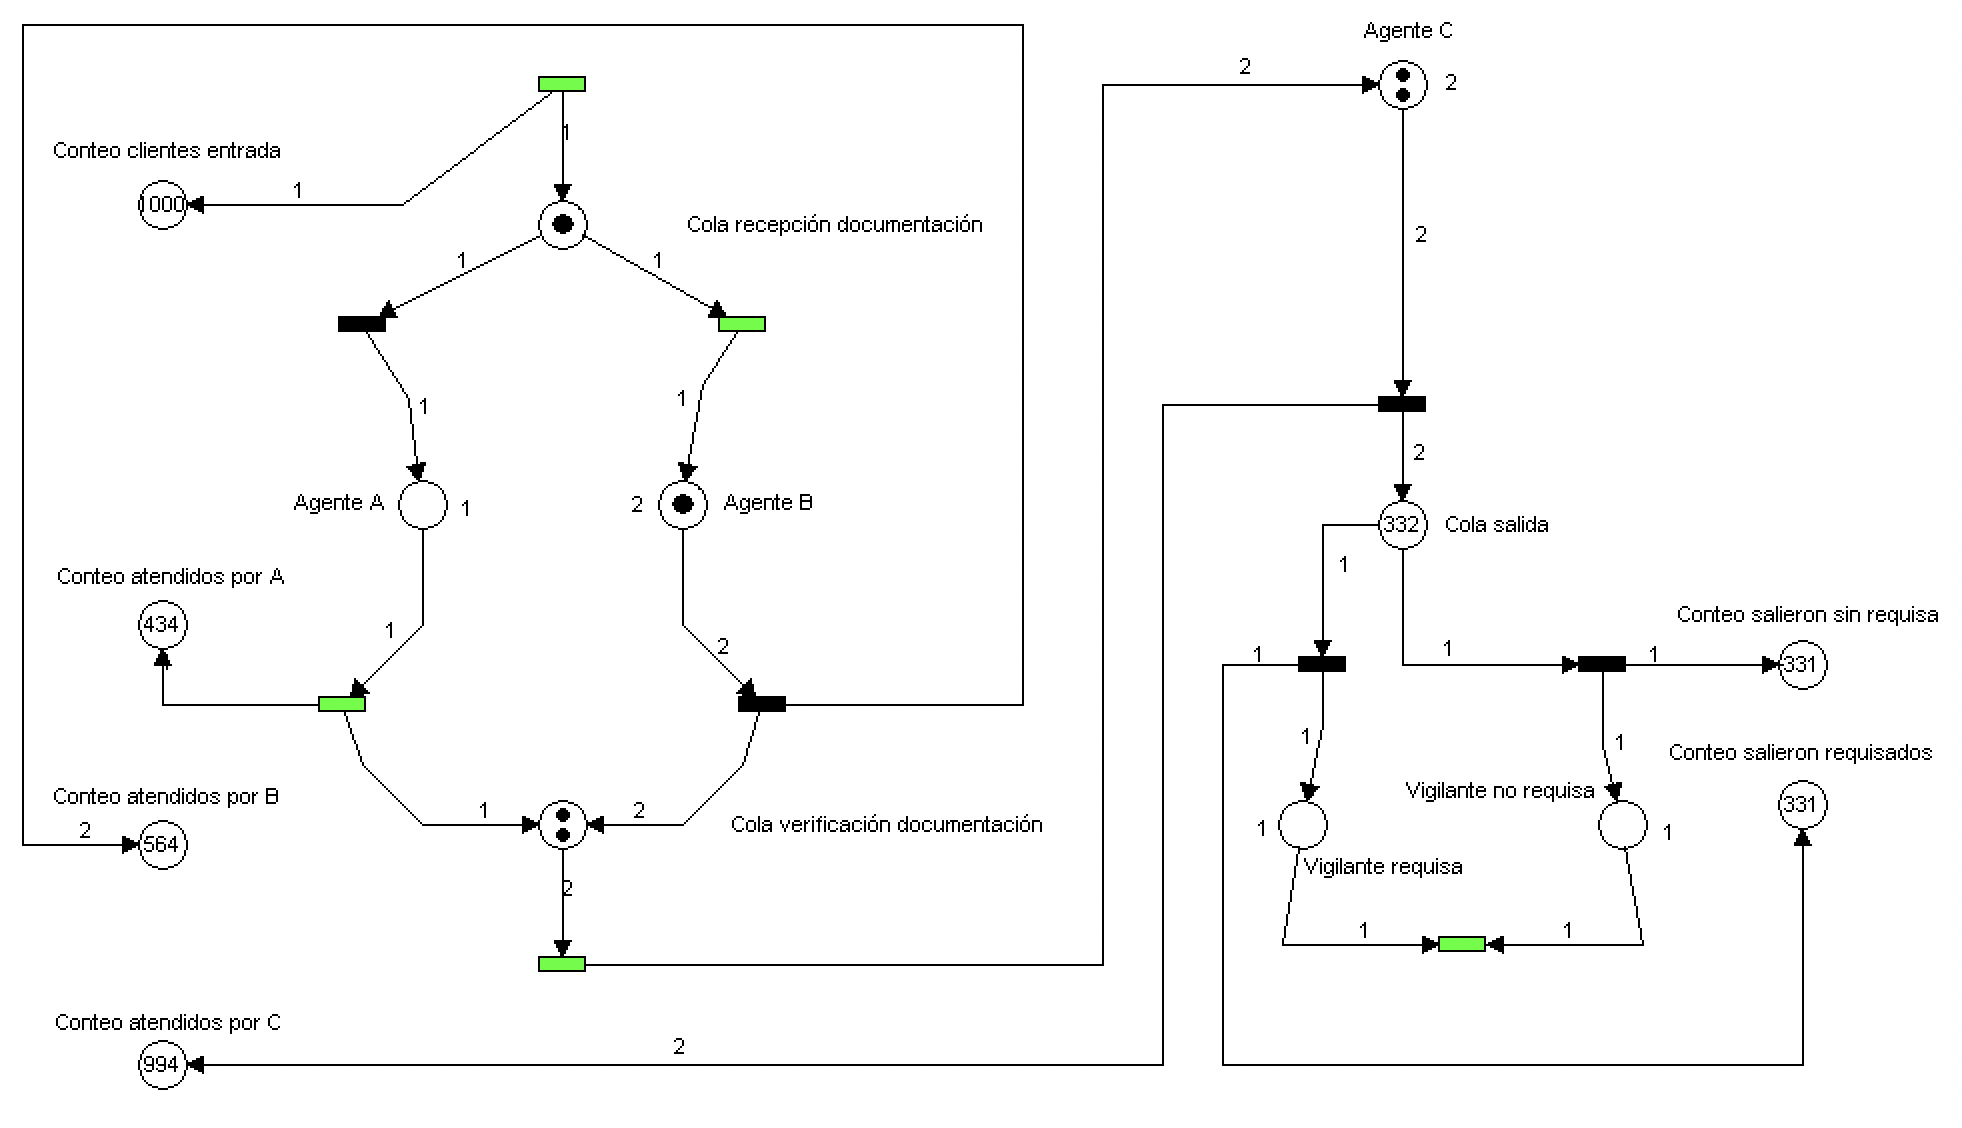 Agente C
2
2
1
Conteo clientes entrada
1
1000
Cola recepción documentación
1
1
2
1
1
Agente A
1
2
Agente B
2
332
Cola salida
1
Conteo atendidos por A
434
1
2
Conteo salieron sin requisa
1
1
1
331
1
1
Conteo salieron requisados
Conteo atendidos por B
2
564
1
2
Cola verificación documentación
Vigilante no requisa
331
1
1
Vigilante requisa
2
1
1
Conteo atendidos por C
994
2